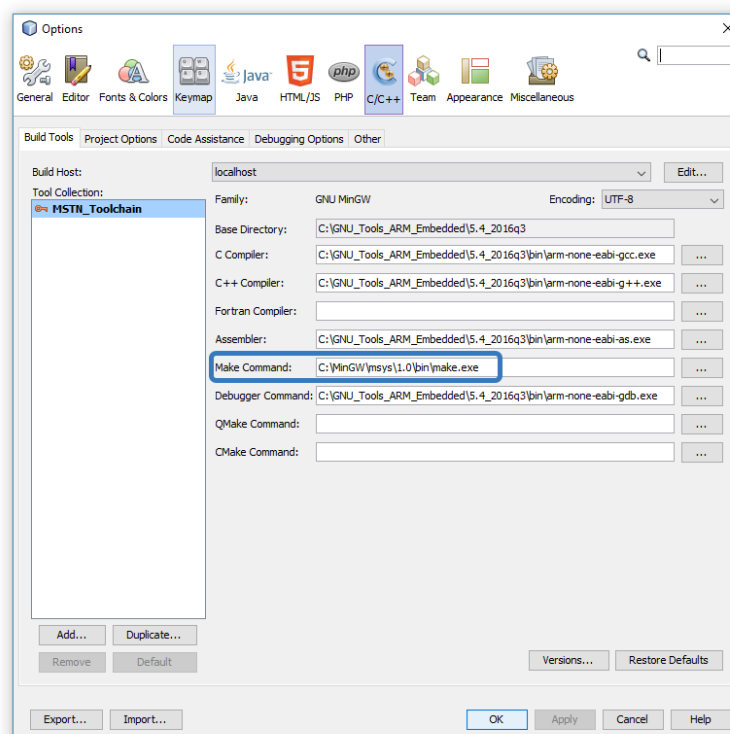 Options
General Editor Fonts & Colors Keymap Java HTML/JS PHP C/C++ Team Appearance Miscellaneous
Java
5
php
Build Tools Project Options Code Assistance Debugging Options Other
Build Host: localhost Edit...
Tool Collection:
MSTN_Toolchain
Family: GNU MinGW Encoding: UTF-8
Base Directory: C:\GNU_Tools_ARM_Embedded\5.4_2016q3
C Compiler: C:\GNU_Tools_ARM_Embedded\5.4_2016q3\bin\arm-none-eabi-gcc.exe ...
C++ Compiler: C:\GNU_Tools_ARM_Embedded\5.4_2016q3\bin\arm-none-eabi-g++.exe ...
Fortran Compiler: ...
Assembler: C:\GNU_Tools_ARM_Embedded\5.4_2016q3\bin\arm-none-eabi-as.exe ...
Make Command: C:\MinGW\msys\1.0\bin\make.exe ...
Debugger Command: C:\GNU_Tools_ARM_Embedded\5.4_2016q3\bin\arm-none-eabi-gdb.exe ...
QMake Command: ...
CMake Command: ...
Add... Duplicate...
Remove Default
Versions... Restore Defaults
Export... Import... OK Apply Cancel Help